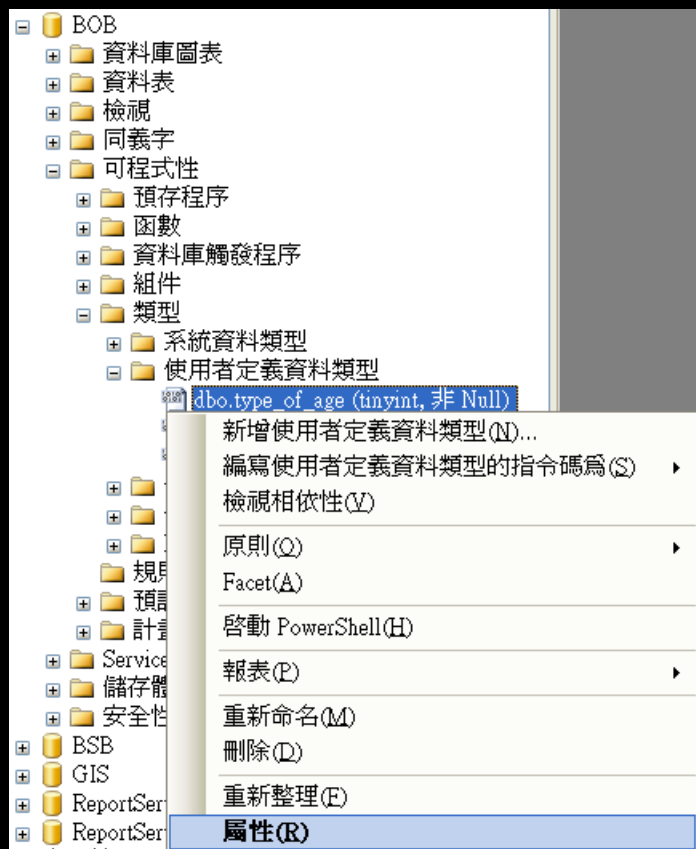 BOB
資料庫圖表
資料表
檢視
同義字
可程式性
預存程序
函數
資料庫觸發程序
組件
類型
系統資料類型
使用者定義資料類型
dbo.type_of_age (tinyint, 非 Null)
新增使用者定義資料類型(N)...
編寫使用者定義資料類型的指令碼為(S)
檢視相依性(V)
原則(O)
Facet(A)
啟動 PowerShell(H)
報表(P)
重新命名(M)
刪除(D)
重新整理(F)
屬性(R)
規則
預
計
Service
儲存體
安全性
BSB
GIS
ReportSer
ReportSer